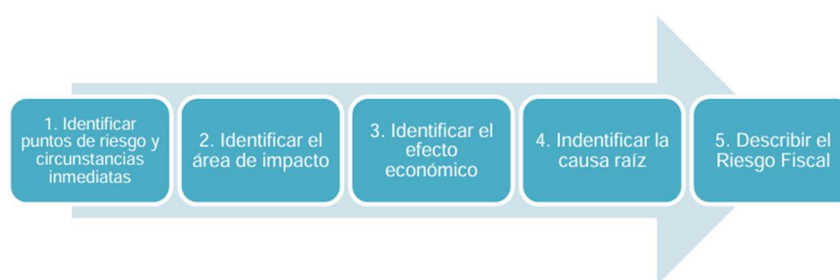 1. Identificar
puntos de riesgo y
circunstancias
inmediatas
2. Identificar el
área de impacto
3. Identificar el
efecto
económico
4. Indentificar la
causa raíz
5. Describir el
Riesgo Fiscal